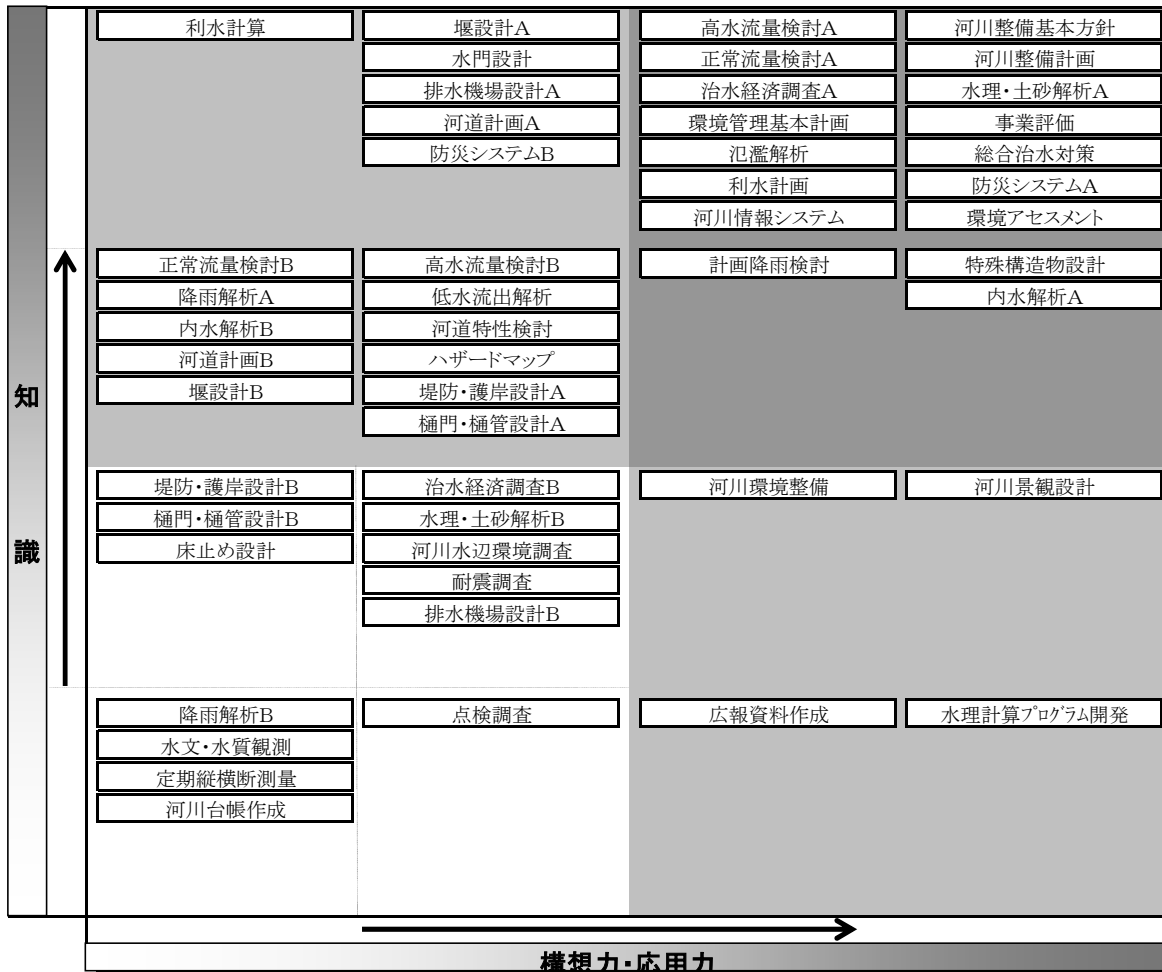 利水計算 堰設計A 高水流量検討A 河川整備基本方針
水門設計 正常流量検討A 河川整備計画
排水機場設計A 治水経済調査A 水理・土砂解析A
河道計画A 環境管理基本計画 事業評価
防災システムB 氾濫解析 総合治水対策
利水計画 防災システムA
河川情報システム 環境アセスメント
正常流量検討B 高水流量検討B 計画降雨検討 特殊構造物設計
降雨解析A 低水流出解析 内水解析A
内水解析B 河道特性検討
河道計画B ハザードマップ
堰設計B 堤防・護岸設計A
樋門・樋管設計A
堤防・護岸設計B 治水経済調査B 河川環境整備 河川景観設計
樋門・樋管設計B 水理・土砂解析B
床止め設計 河川水辺環境調査
耐震調査
排水機場設計B
降雨解析B 点検調査 広報資料作成 水理計算プログラム開発
水文・水質観測
定期縦横断測量
河川台帳作成
知識
構想力・応用力